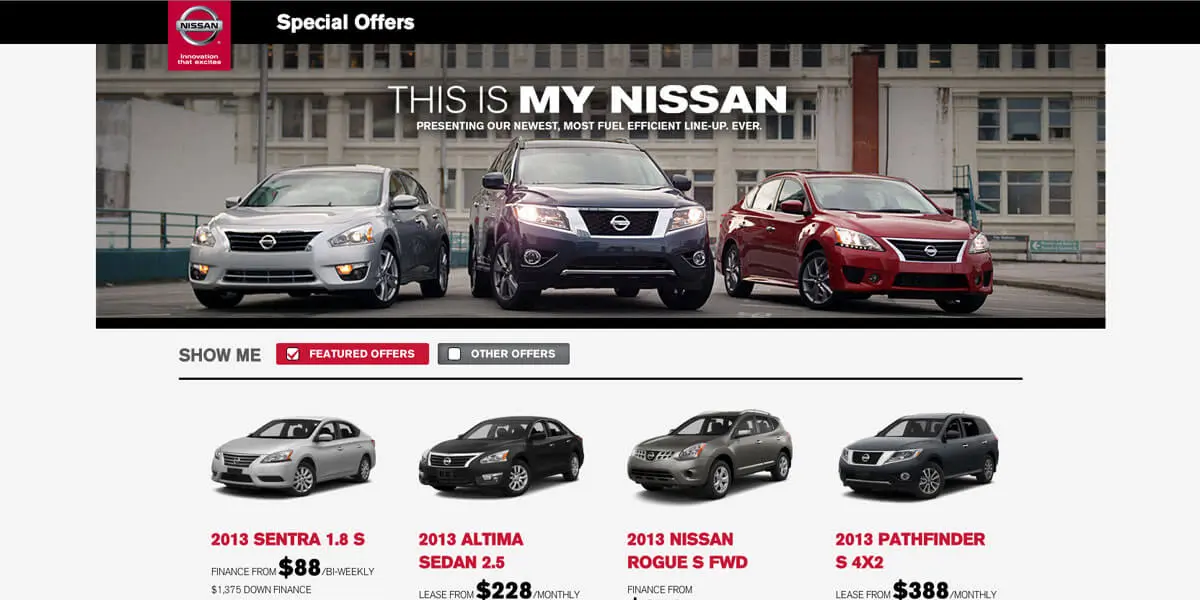 NISSAN
Innovation
that excites
Special Offers
THIS IS MY NISSAN
PRESENTING OUR NEWEST, MOST FUEL EFFICIENT LINE-UP. EVER.
SHOW ME
FEATURED OFFERS
OTHER OFFERS
2013 SENTRA 1.8 S
FINANCE FROM $88/BI-WEEKLY
$1,375 DOWN FINANCE
2013 ALTIMA
SEDAN 2.5
LEASE FROM $228/MONTHLY
2013 NISSAN
ROGUE S FWD
FINANCE FROM
2013 PATHFINDER
S 4X2
LEASE FROM $388/MONTHLY